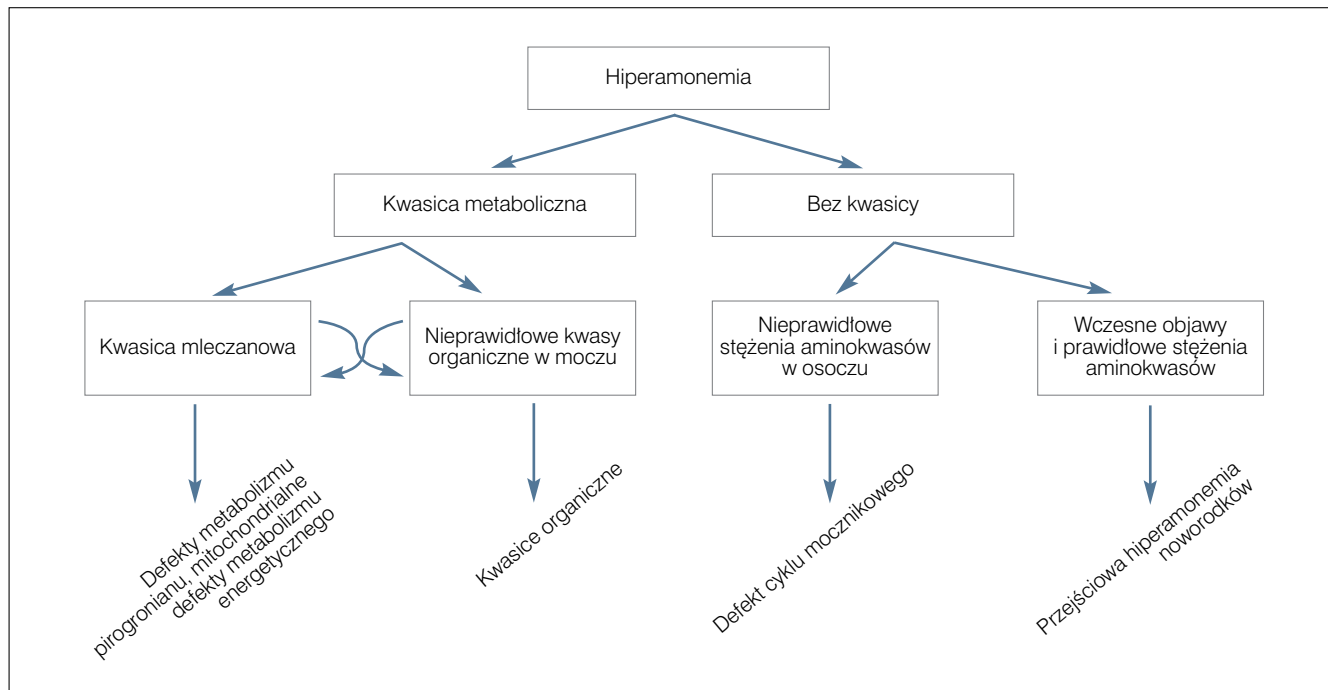 Hiperamonemia
Kwasica metaboliczna
Bez kwasicy
Kwasica mleczanowa
Nieprawidłowe kwasy
organiczne w moczu
Nieprawidłowe
stężenia aminokwasów
w osoczu
Wczesne objawy
i prawidłowe stężenia
aminokwasów
Defekty metabolizmu
pirogronianu, mitochondrialne
defekty metabolizmu
energetycznego
Kwasice organiczne
Defekt cyklu mocznikowego
Przejściowa hiperamonemia
noworodków